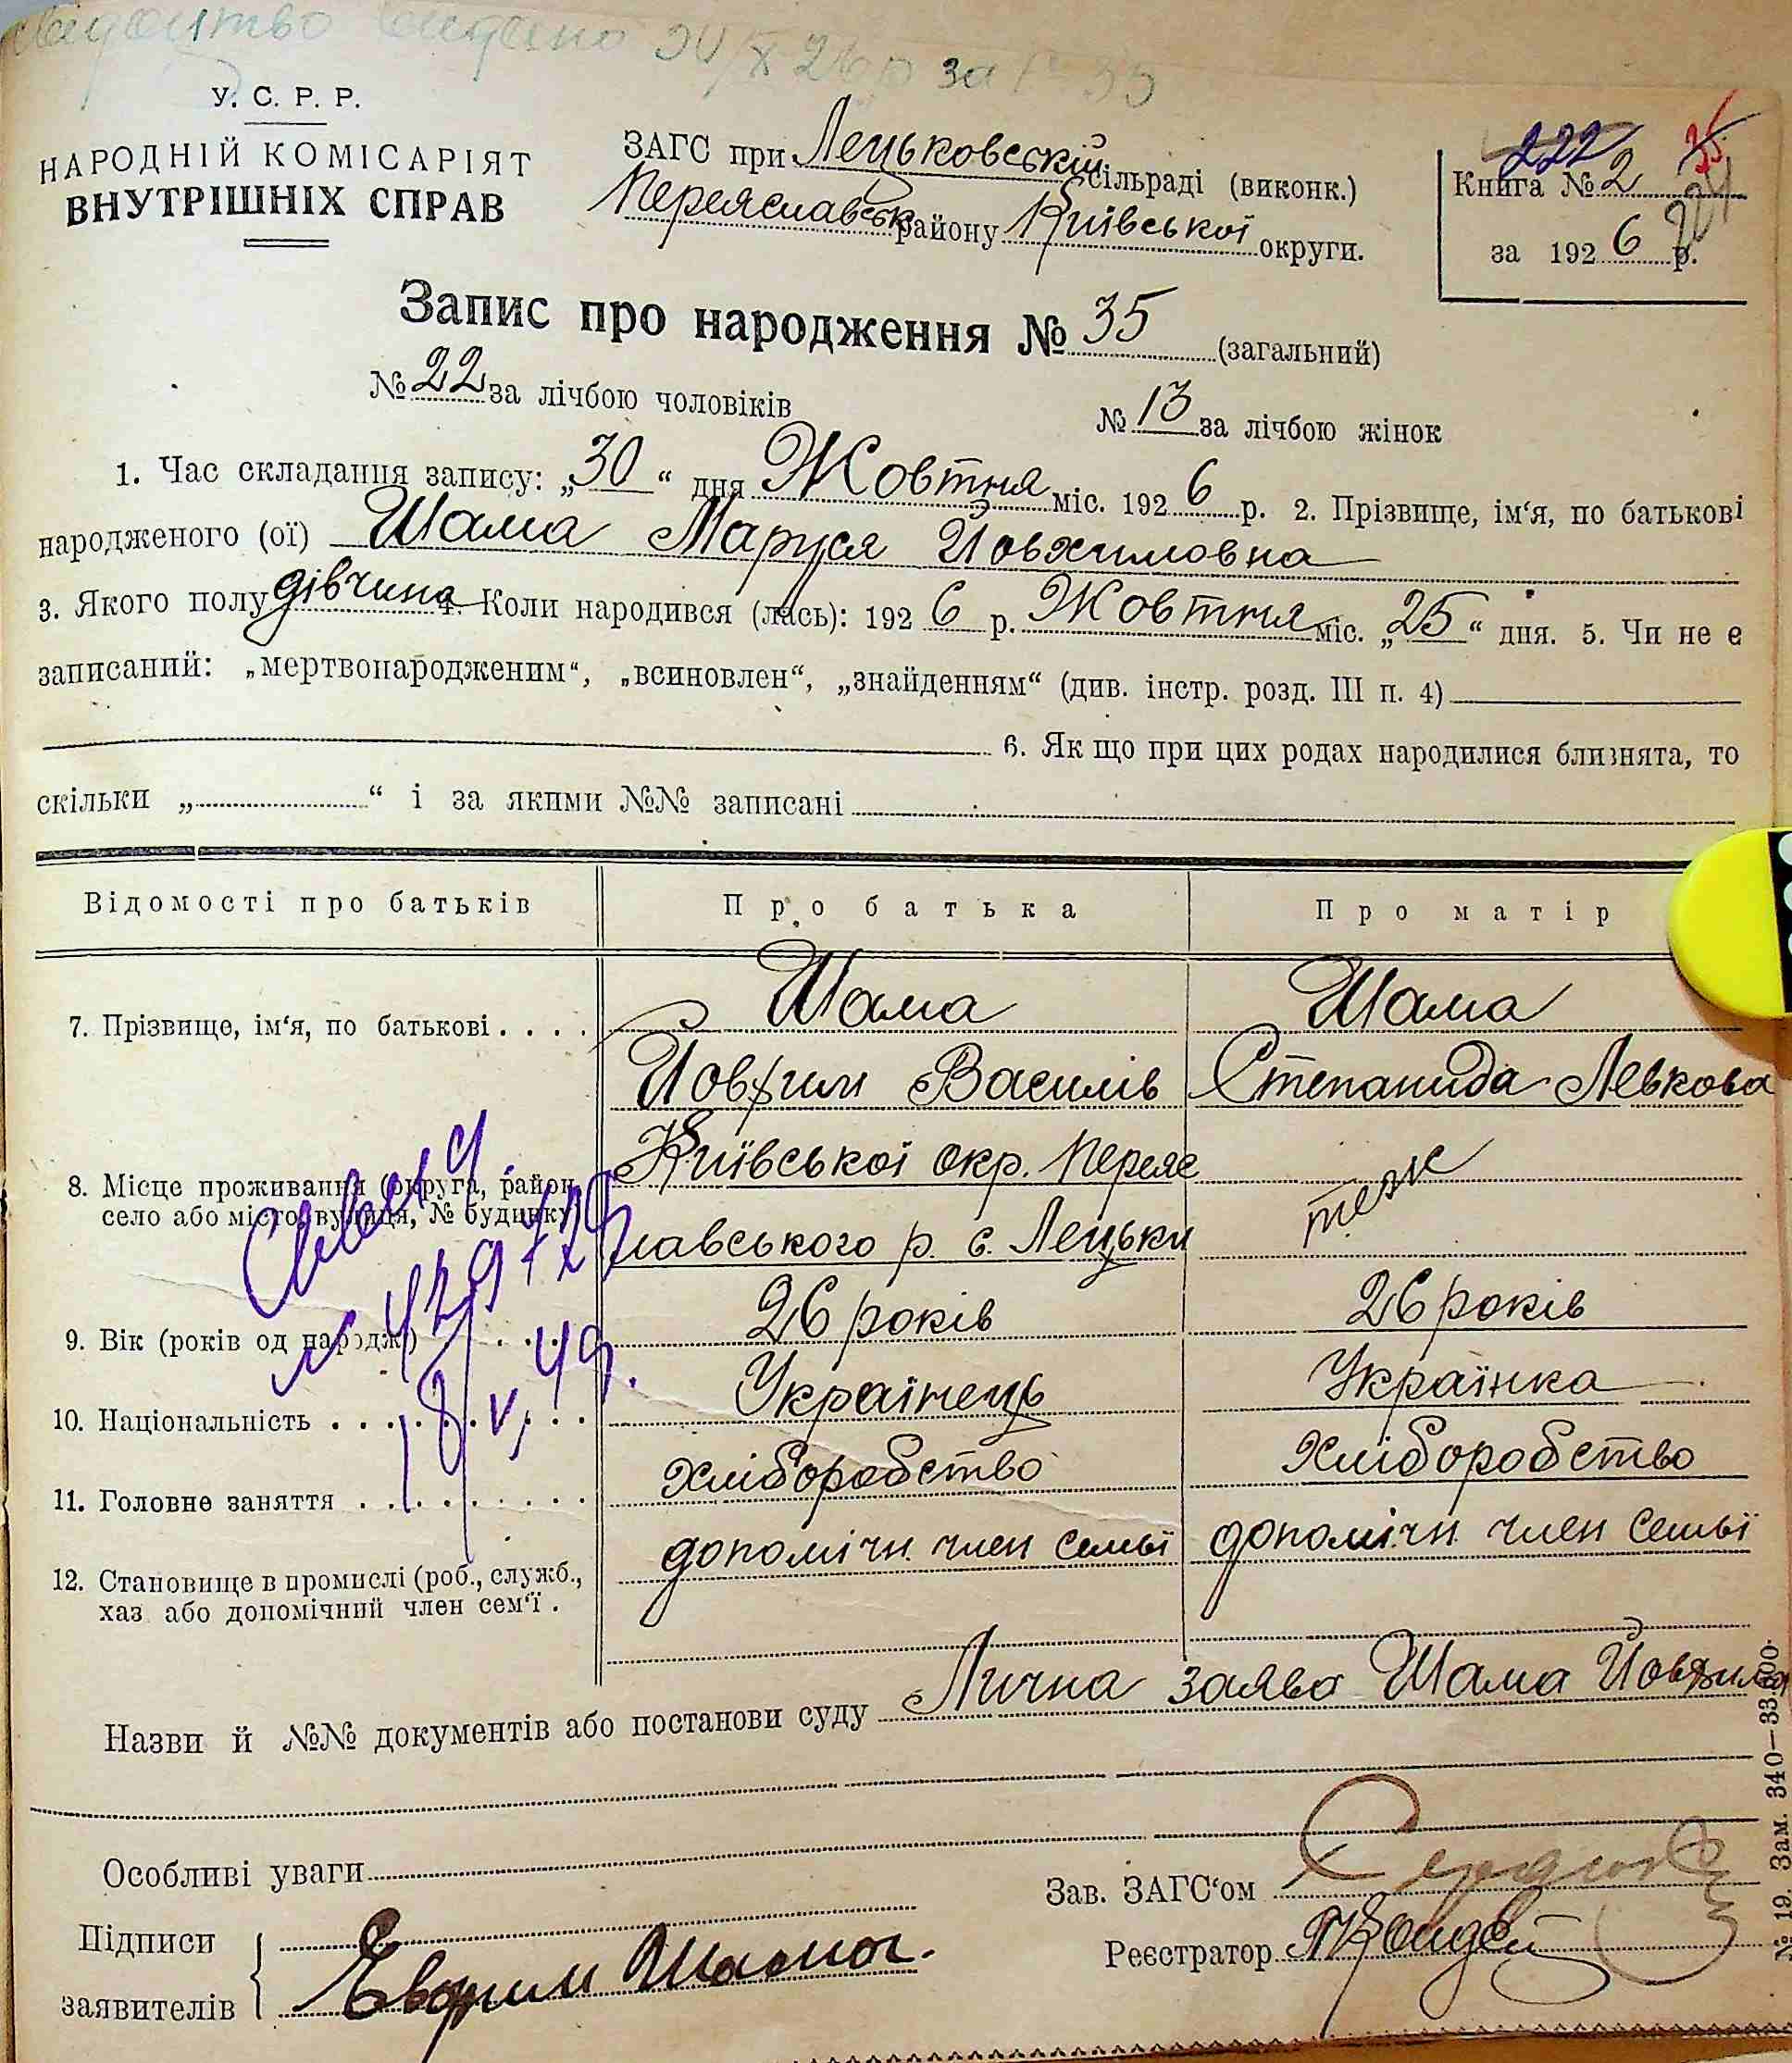 У. С. Р. Р.
НАРОДНІЙ КОМІСАРІЯТ
ВНУТРІШНІХ СПРАВ
ЗАГС при Лецьковській сільраді (виконк.)
Переяславськ району Київської округи.
222 35
Книга № 2
за 1926 р.
Запис про народження № 35 (загальний)
№ 22 за лічбою чоловіків
№ 13 за лічбою жінок
1. Час складання запису: „30“ дня Жовтня міс. 1926 р. 2. Прізвище, ім‘я, по батькові
народженого (ої) Шама Маруся Йовхимовна
3. Якого полу дівчина 4. Коли народився (лась): 1926 р. Жовтня міс. „25“ дня. 5. Чи не є
записаний: „мертвонародженим“, „всиновлен“, „знайденням“ (див. інстр. розд. III п. 4)
6. Як що при цих родах народилися близнята, то
скільки „ “ і за якими №№ записані
Відомості про батьків Про батька Про матір
7. Прізвище, ім‘я, по батькові . . . . Шама Шама
Йовхим Василів Степанида Левкова
8. Місце проживання (округа, район, Київської окр. Перея
село або місто, вулиця, № будинку) славського р. с. Лецьки тезж
9. Вік (років од народж.) 26 років 26 років
10. Національність Українець Українка
11. Головне заняття Хліборобство Хліборобство
12. Становище в промислі (роб., служб., допомічн. член семьї допомічн. член семьї
хаз або допомічний член сем‘ї .
18/V, 49.
Назви й №№ документів або постанови суду Лична заява Шама Йовхима
Особливі уваги
Зав. ЗАГС‘ом
Підписи
Реєстратор
заявителів Евхим Шама.
№ 19. Зам. 340—33.000.